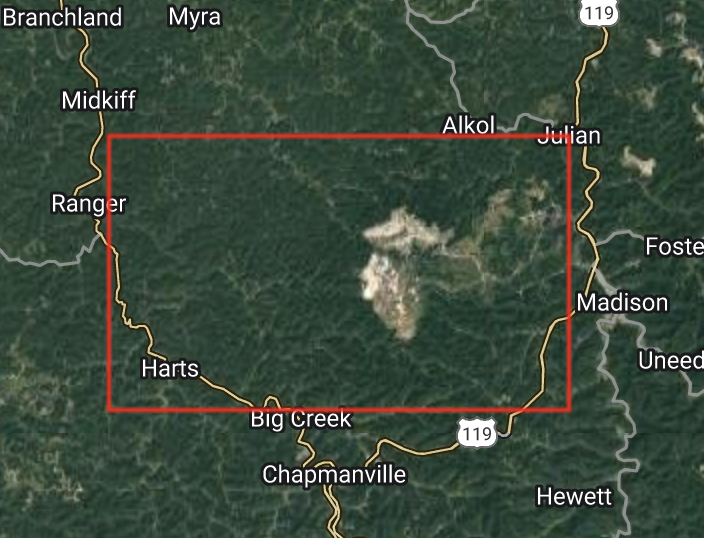 119
Branchland
Myra
Midkiff
Alkol
Julian
Ranger
Foste
Madison
Uneed
Harts
Big Creek
119
Chapmanville
Hewett